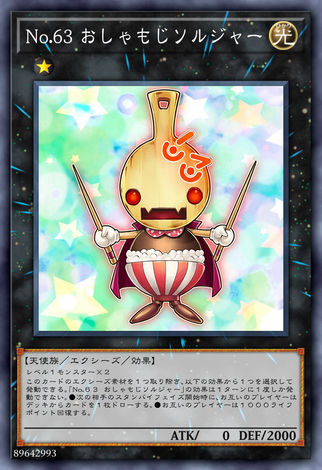 No.63 おしゃもじソルジャー
光
63
【天使族／エクシーズ／効果】
レベル1モンスター×2
このカードのエクシーズ素材を1つ取り除き、以下の効果から1つを選択して
発動できる。「No.63 おしゃもじソルジャー」の効果は1ターンに1度しか発
動できない。●次の相手のスタンバイフェイズ開始時に、お互いのプレイヤーは
デッキからカードを1枚ドローする。●お互いのプレイヤーは1000ライフ
ポイント回復する。
ATK/ 0 DEF/2000
89642993